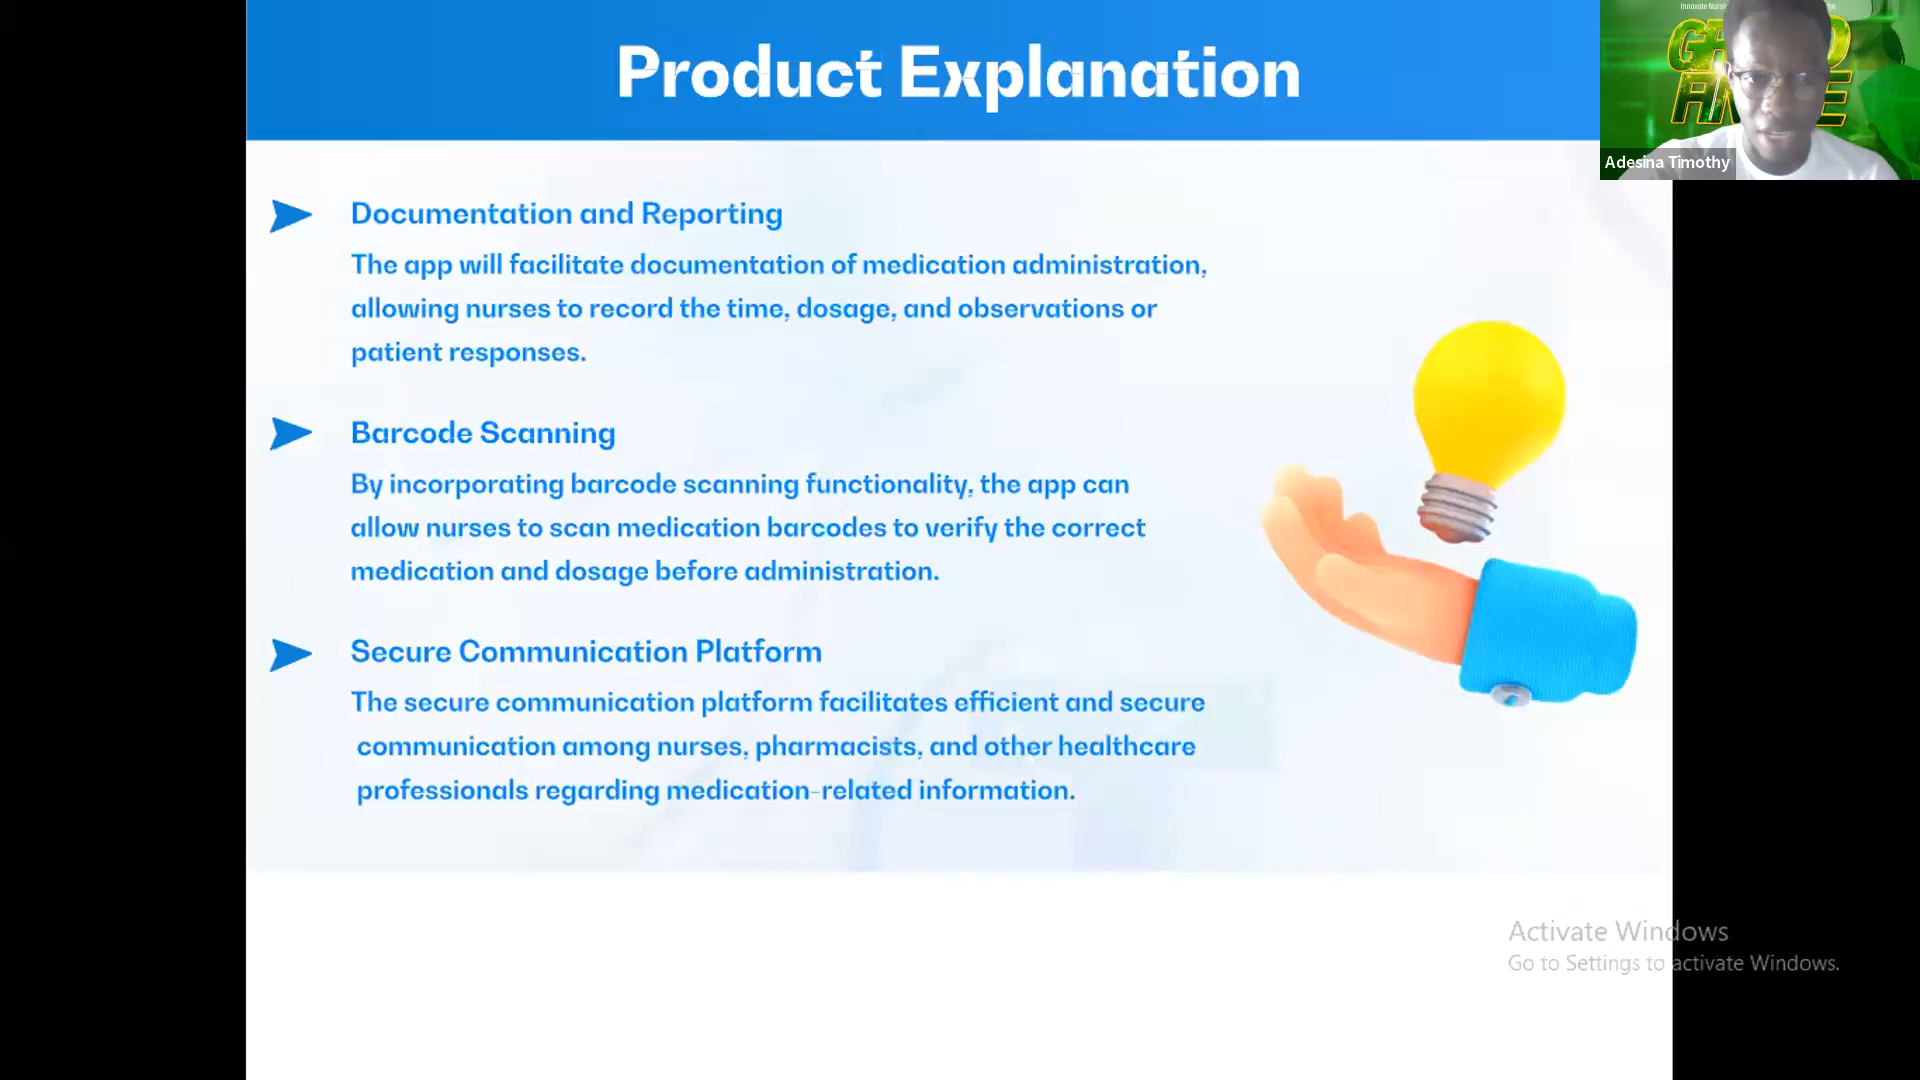 Product Explanation
Documentation and Reporting
The app will facilitate documentation of medication administration,
allowing nurses to record the time, dosage, and observations or
patient responses.
Barcode Scanning
By incorporating barcode scanning functionality, the app can
allow nurses to scan medication barcodes to verify the correct
medication and dosage before administration.
Secure Communication Platform
The secure communication platform facilitates efficient and secure
communication among nurses, pharmacists, and other healthcare
professionals regarding medication-related information.
Adesina Timothy
Activate Windows
Go to Settings to activate Windows.